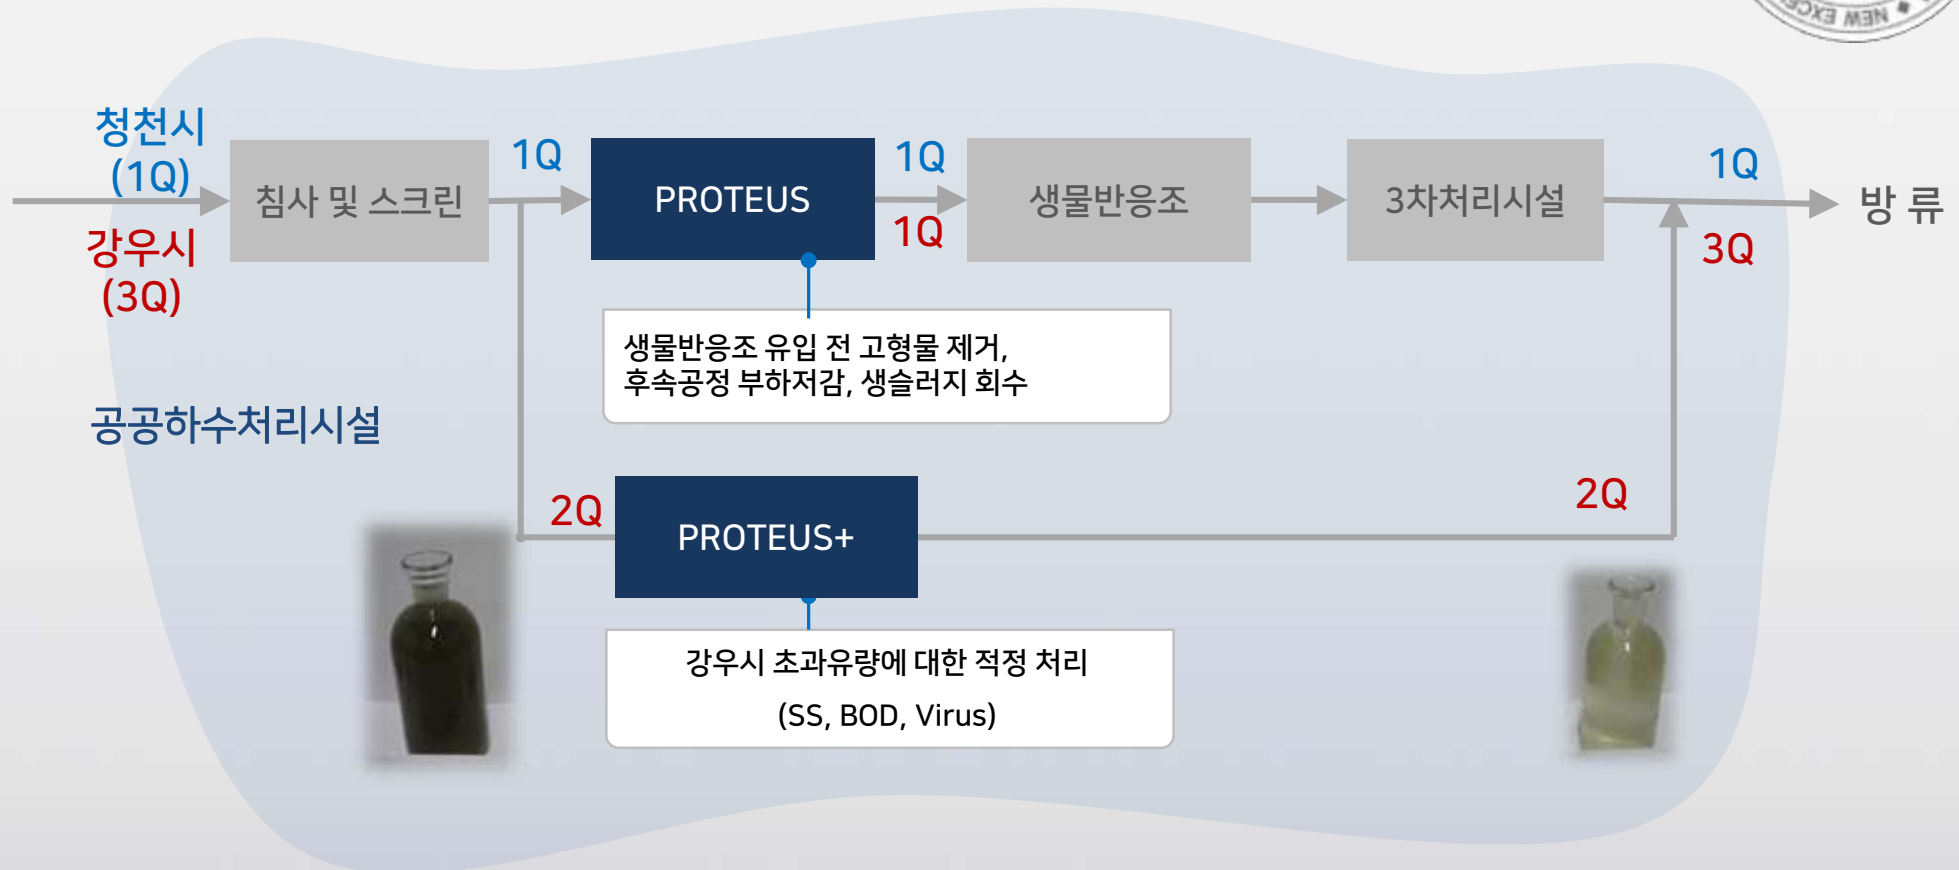 NEW EXCEL
청천시
(1Q)
강우시
(3Q)
침사 및 스크린
1Q
PROTEUS
1Q
1Q
생물반응조
3차처리시설
1Q
3Q
방 류
생물반응조 유입 전 고형물 제거,
후속공정 부하저감, 생슬러지 회수
공공하수처리시설
2Q
PROTEUS+
2Q
강우시 초과유량에 대한 적정 처리
(SS, BOD, Virus)